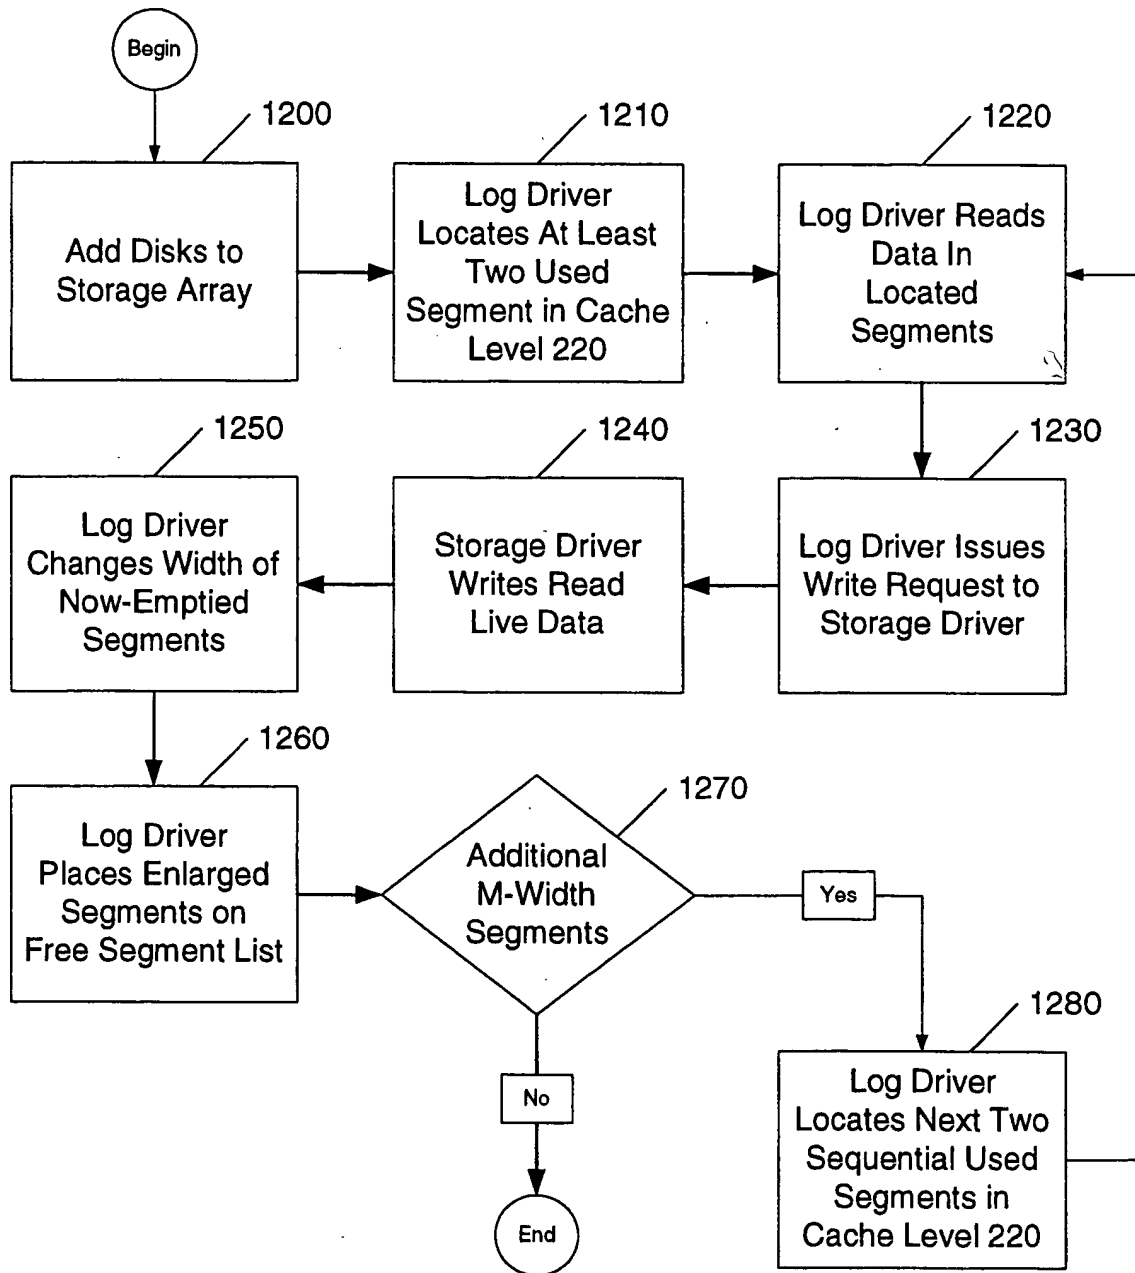 Begin
1200
Add Disks to
Storage Array
1210
Log Driver
Locates At Least
Two Used
Segment in Cache
Level 220
1220
Log Driver Reads
Data In
Located
Segments
1230
Log Driver Issues
Write Request to
Storage Driver
1240
Storage Driver
Writes Read
Live Data
1250
Log Driver
Changes Width of
Now-Emptied
Segments
1260
Log Driver
Places Enlarged
Segments on
Free Segment List
1270
Additional
M-Width
Segments
Yes
No
End
1280
Log Driver
Locates Next Two
Sequential Used
Segments in
Cache Level 220